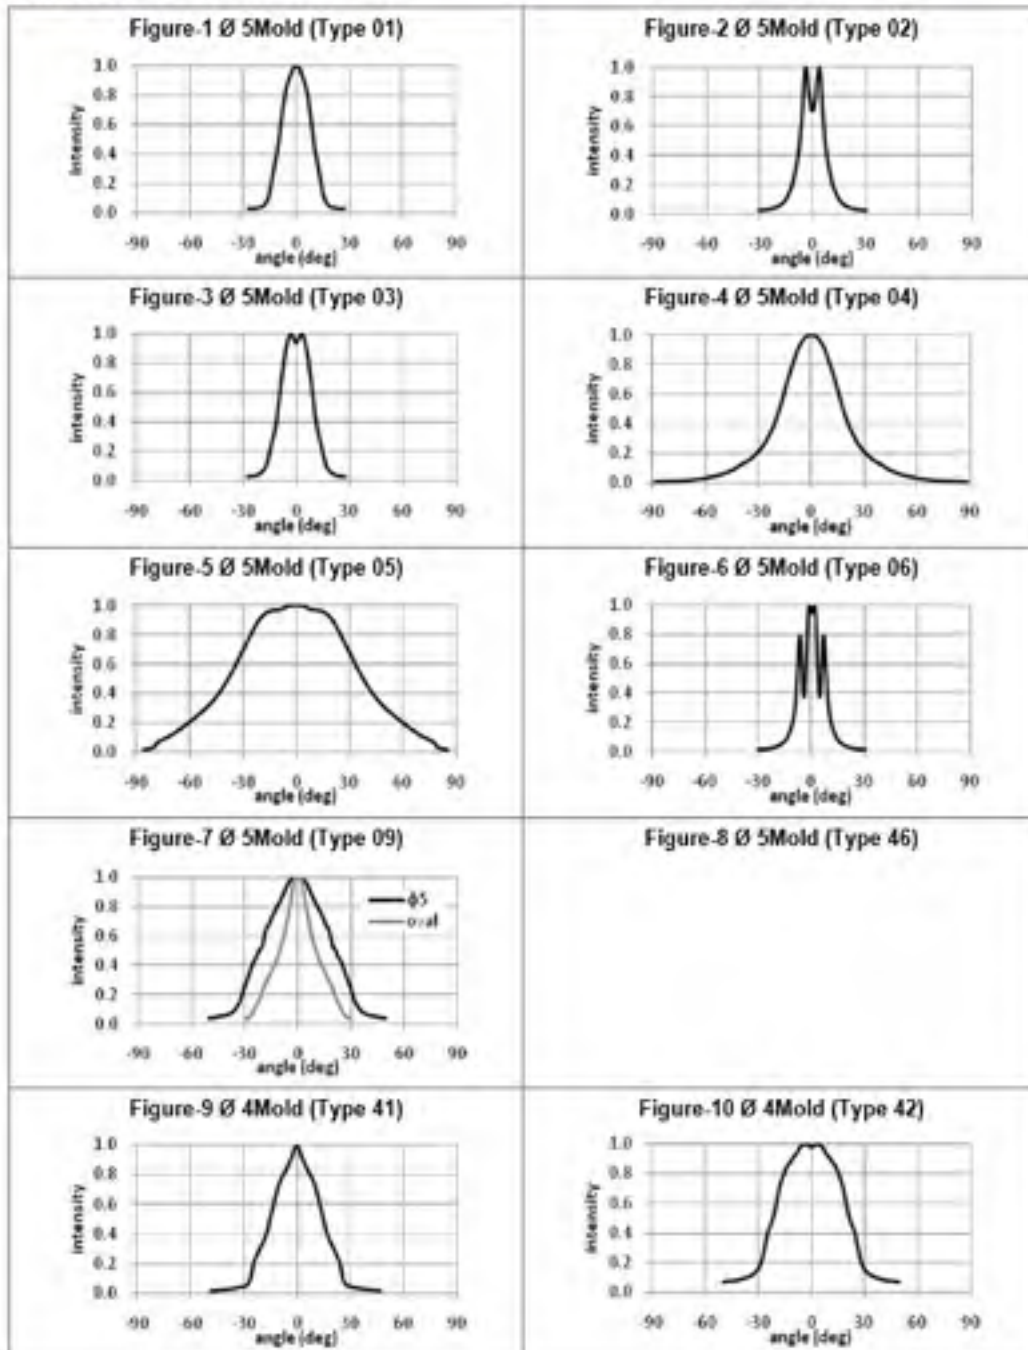 Figure-1 Ø 5Mold (Type 01)
intensity
1.0
0.8
0.6
0.4
0.2
0.0
-90 -60 -30 0 30 60 90
angle (deg)
Figure-2 Ø 5Mold (Type 02)
intensity
1.0
0.8
0.6
0.4
0.2
0.0
-90 -60 -30 0 30 60 90
angle (deg)
Figure-3 Ø 5Mold (Type 03)
intensity
1.0
0.8
0.6
0.4
0.2
0.0
-90 -60 -30 0 30 60 90
angle (deg)
Figure-4 Ø 5Mold (Type 04)
intensity
1.0
0.8
0.6
0.4
0.2
0.0
-90 -60 -30 0 30 60 90
angle (deg)
Figure-5 Ø 5Mold (Type 05)
intensity
1.0
0.8
0.6
0.4
0.2
0.0
-90 -60 -30 0 30 60 90
angle (deg)
Figure-6 Ø 5Mold (Type 06)
intensity
1.0
0.8
0.6
0.4
0.2
0.0
-90 -60 -30 0 30 60 90
angle (deg)
Figure-7 Ø 5Mold (Type 09)
intensity
1.0
0.8
0.6
0.4
0.2
0.0
ϕ5
oval
-90 -60 -30 0 30 60 90
angle (deg)
Figure-8 Ø 5Mold (Type 46)
Figure-9 Ø 4Mold (Type 41)
intensity
1.0
0.8
0.6
0.4
0.2
0.0
-90 -60 -30 0 30 60 90
angle (deg)
Figure-10 Ø 4Mold (Type 42)
intensity
1.0
0.8
0.6
0.4
0.2
0.0
-90 -60 -30 0 30 60 90
angle (deg)